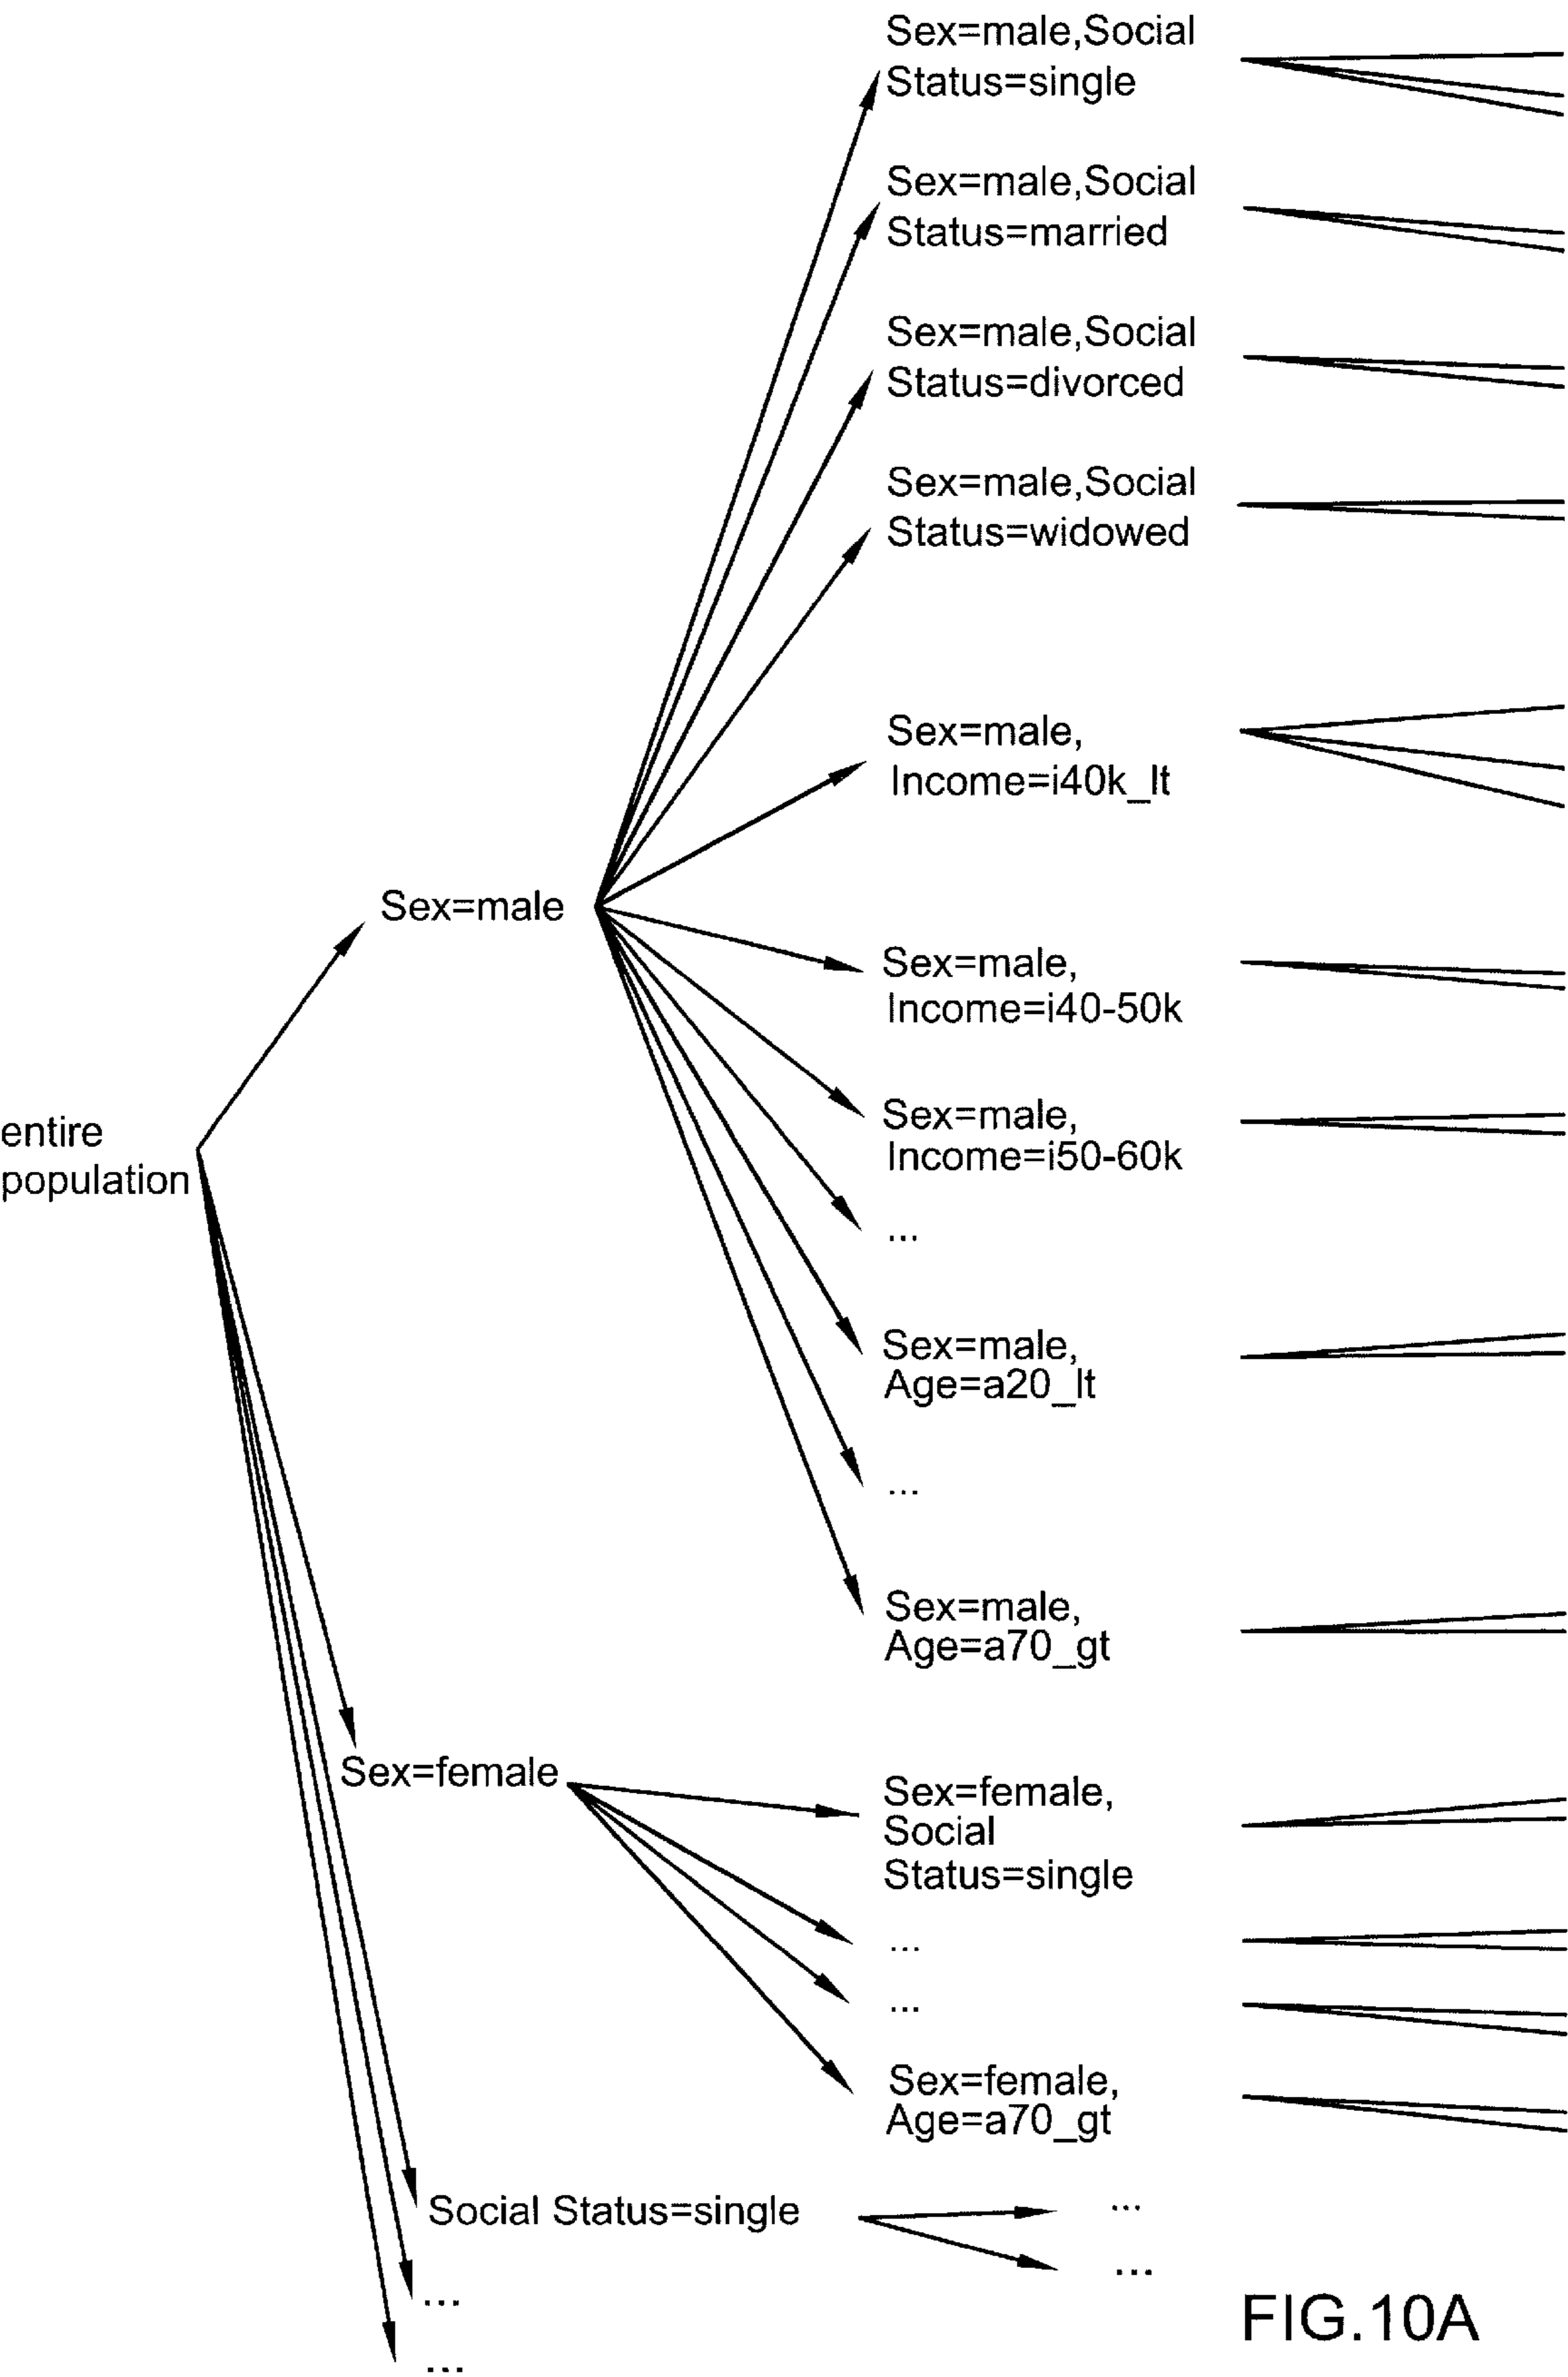 Sex=male,Social
Status=single
Sex=male,Social
Status=married
Sex=male,Social
Status=divorced
Sex=male,Social
Status=widowed
Sex=male,
Income=i40k_lt
Sex=male
Sex=male,
Income=i40-50k
entire
population
Sex=male,
Income=i50-60k
...
Sex=male,
Age=a20_lt
...
Sex=male,
Age=a70_gt
Sex=female
Sex=female,
Social
Status=single
...
...
Sex=female,
Age=a70_gt
Social Status=single
...
...
...
...
FIG.10A